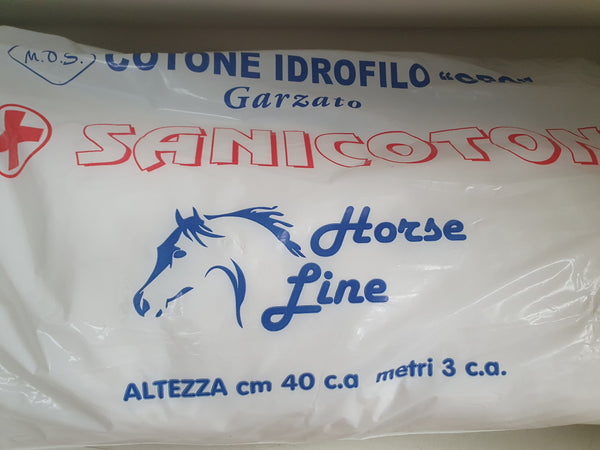 M.O.S.
COTONE IDROFILO
Garzato
SANICOTON
Horse
Line
ALTEZZA cm 40 c.a metri 3 c.a.